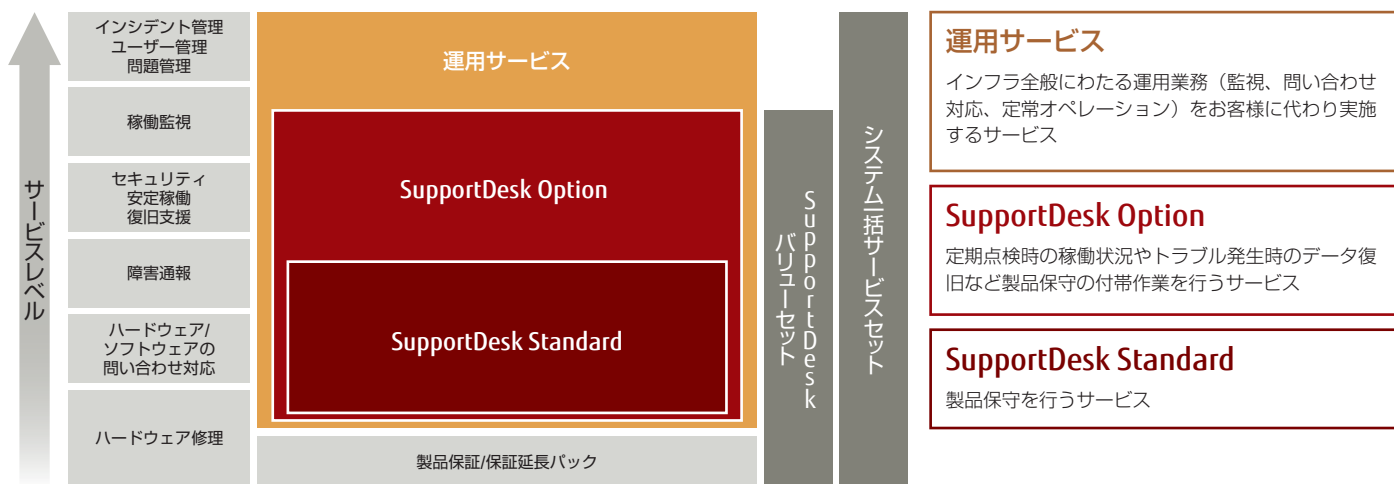 サービスレベル
インシデント管理
ユーザー管理
問題管理
稼働監視
セキュリティ
安定稼働
復旧支援
障害通報
ハードウェア/
ソフトウェアの
問い合わせ対応
ハードウェア修理
運用サービス
SupportDesk Option
SupportDesk Standard
製品保証/保証延長パック
SupportDesk
バリューセット
システム一括サービスセット
運用サービス
インフラ全般にわたる運用業務（監視、問い合わせ
対応、定常オペレーション）をお客様に代わり実施
するサービス
SupportDesk Option
定期点検時の稼働状況やトラブル発生時のデータ復
旧など製品保守の付帯作業を行うサービス
SupportDesk Standard
製品保守を行うサービス